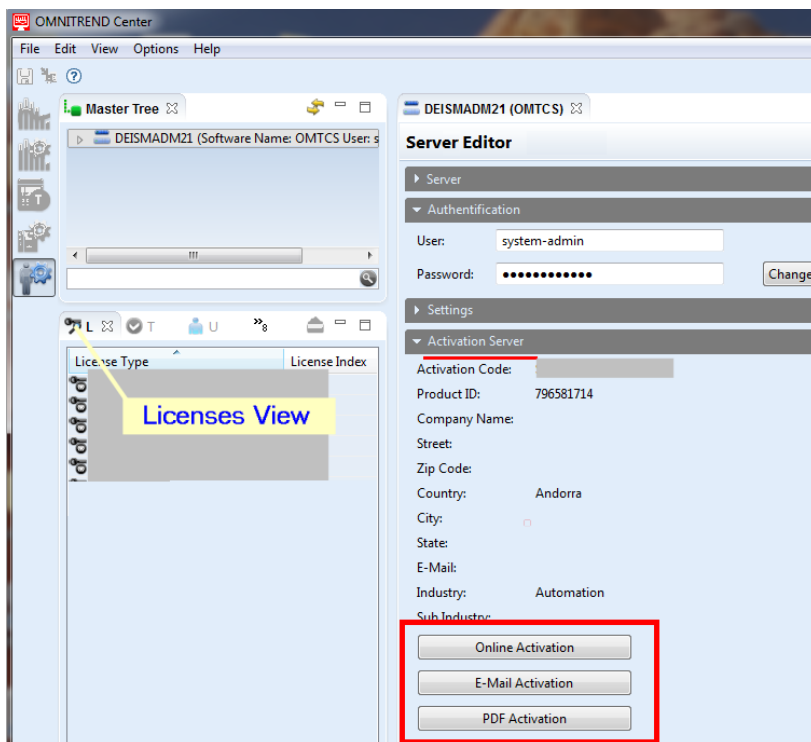 OMNITREND Center
File Edit View Options Help
Master Tree
DEISMADM21 (Software Name: OMTCS User: s
L T U »8
License Type License Index
Licenses View
DEISMADM21 (OMTCS)
Server Editor
Server
Authentification
User: system-admin
Password: ●●●●●●●●●●●●
Change
Settings
Activation Server
Activation Code:
Product ID: 796581714
Company Name:
Street:
Zip Code:
Country: Andorra
City:
State:
E-Mail:
Industry: Automation
Sub Industry:
Online Activation
E-Mail Activation
PDF Activation